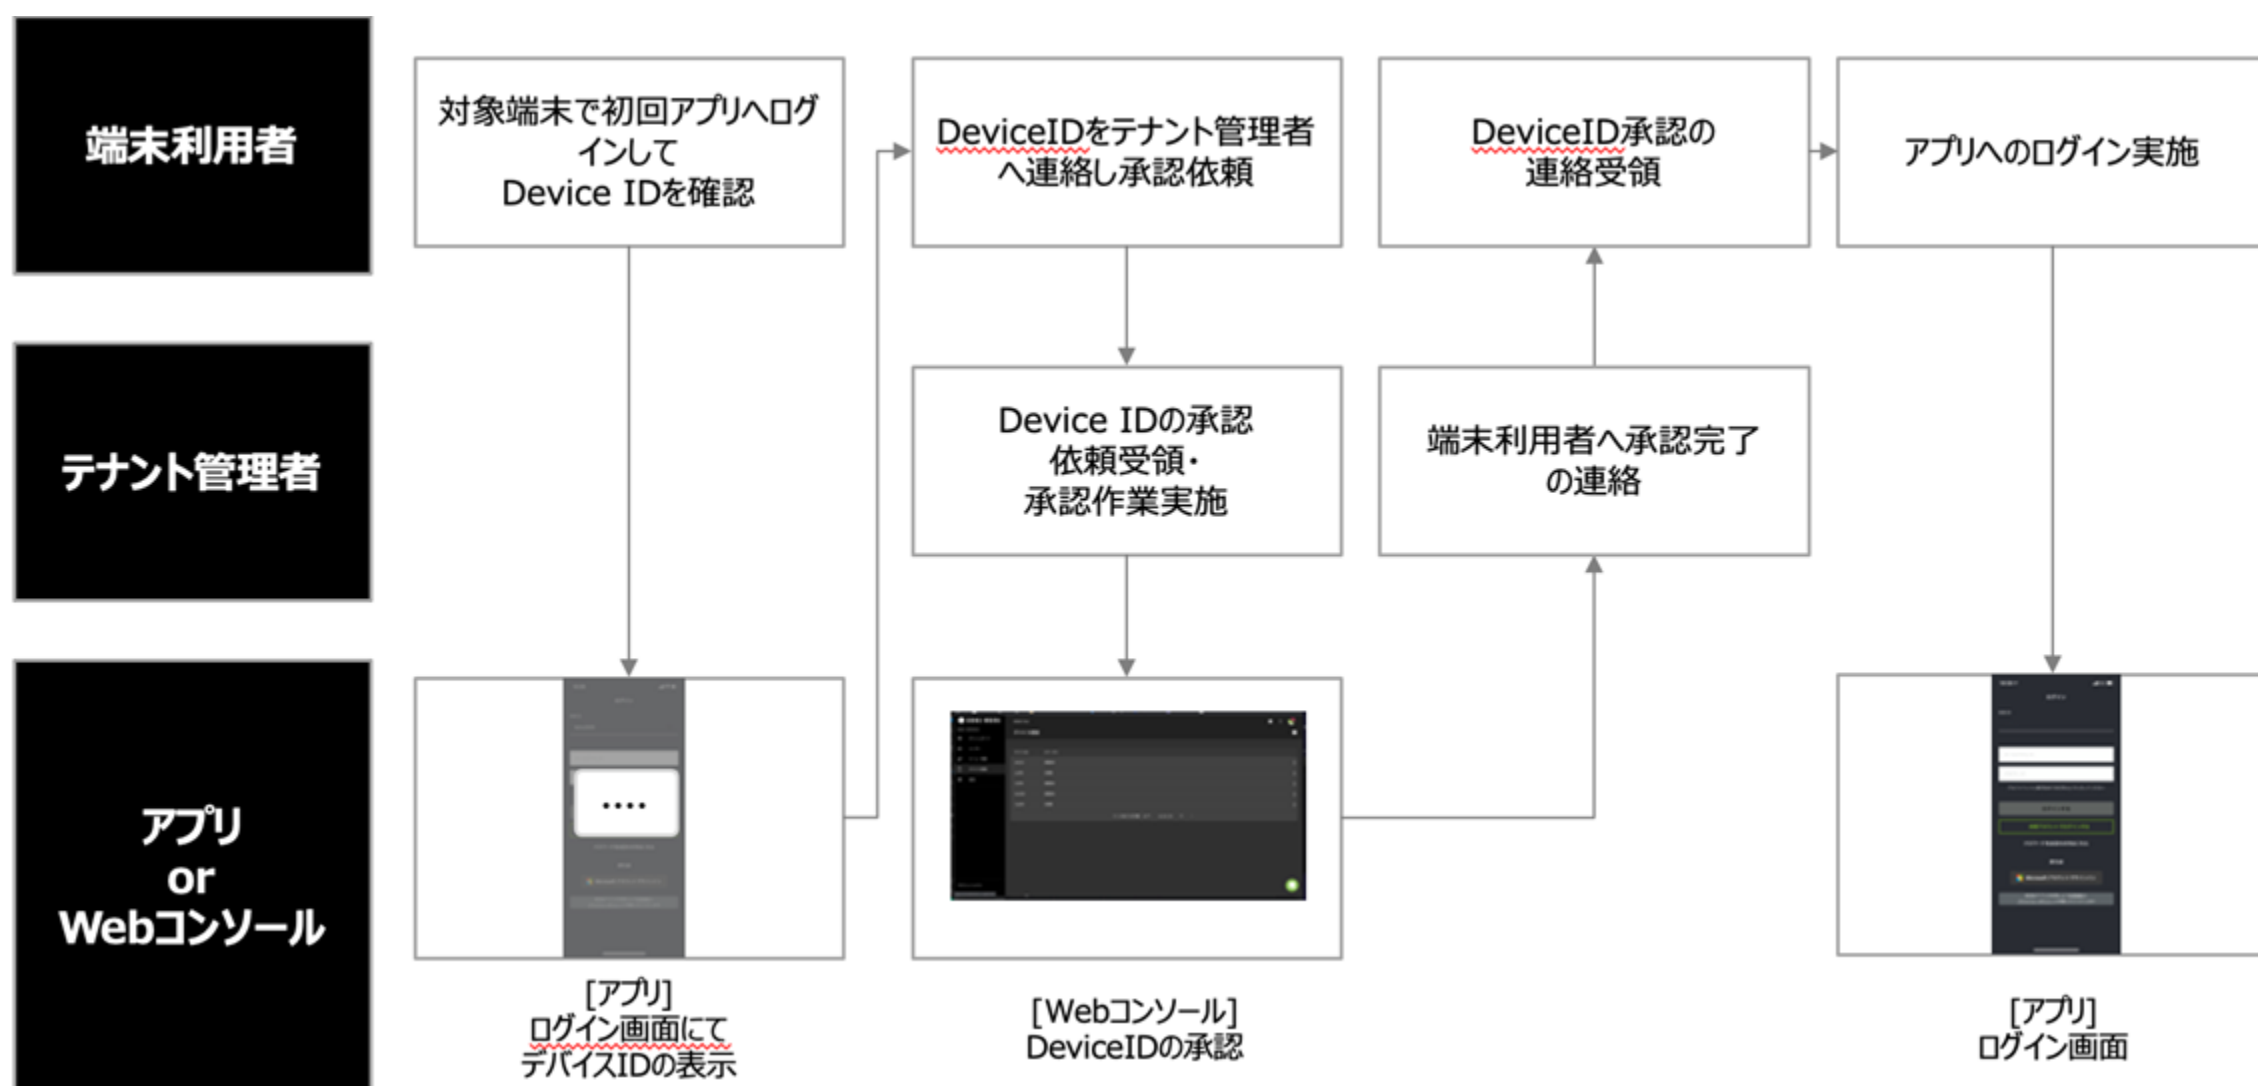 端末利用者
対象端末で初回アプリへログ
インして
Device IDを確認
DeviceIDをテナント管理者
へ連絡し承認依頼
DeviceID承認の
連絡受領
アプリへのログイン実施
テナント管理者
Device IDの承認
依頼受領・
承認作業実施
端末利用者へ承認完了
の連絡
アプリ
or
Webコンソール
••••
[アプリ]
ログイン画面にて
デバイスIDの表示
[Webコンソール]
DeviceIDの承認
[アプリ]
ログイン画面